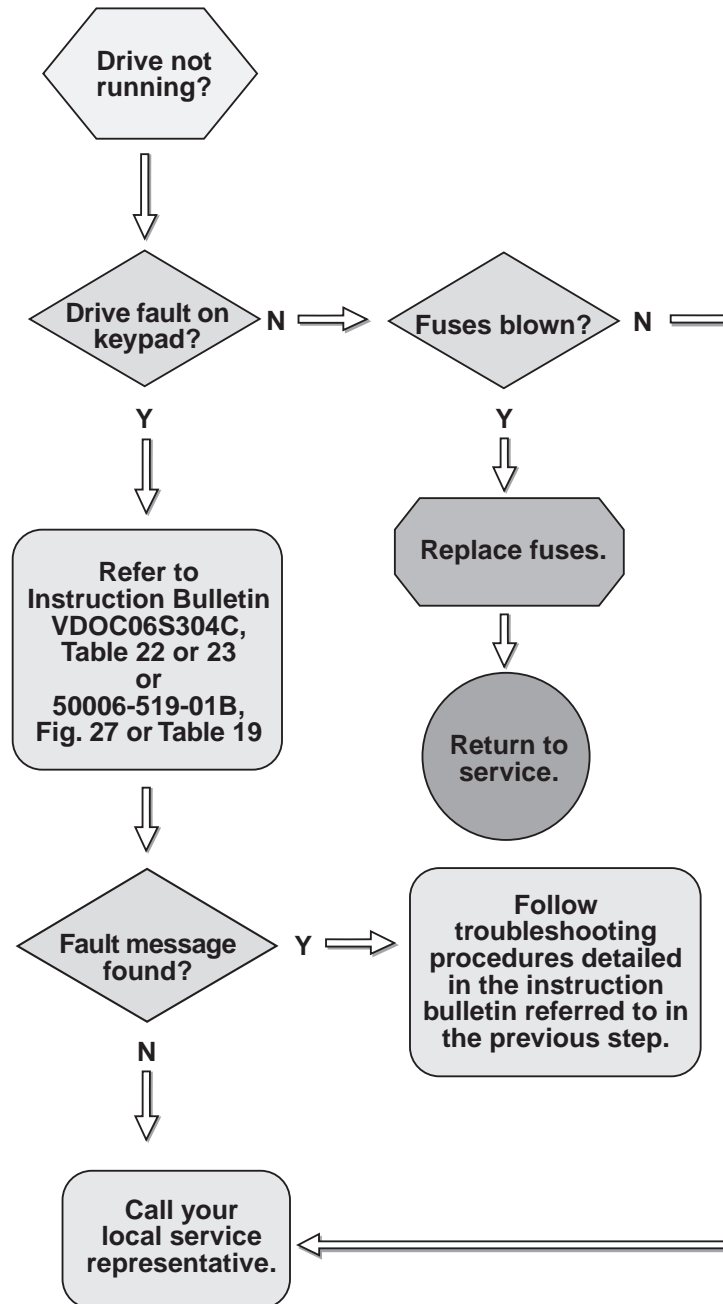 Drive not
running?
Drive fault on
keypad?
N
Fuses blown?
N
Y
Y
Refer to
Instruction Bulletin
VDOC06S304C,
Table 22 or 23
or
50006-519-01B,
Fig. 27 or Table 19
Replace fuses.
Return to
service.
Fault message
found?
Y
Follow
troubleshooting
procedures detailed
in the instruction
bulletin referred to in
the previous step.
N
Call your
local service
representative.